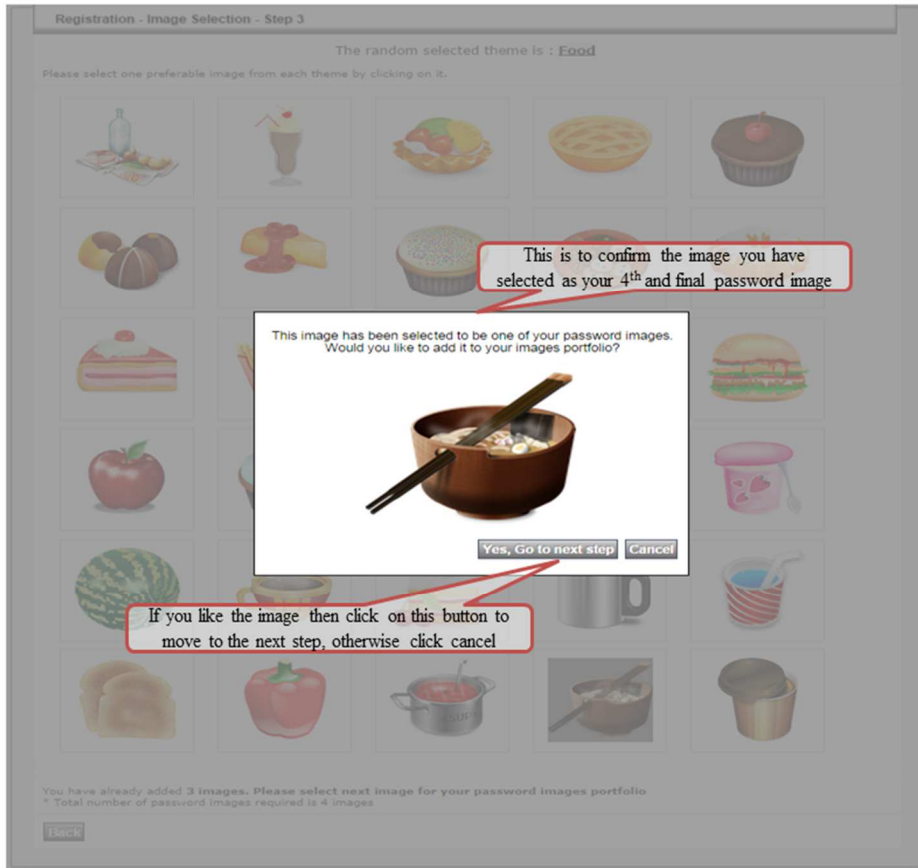 Registration - Image Selection - Step 3
The random selected theme is : Food
Please select one preferable image from each theme by clicking on it.
This is to confirm the image you have
selected as your 4th and final password image
This image has been selected to be one of your password images.
Would you like to add it to your images portfolio?
Yes, Go to next step Cancel
If you like the image then click on this button to
move to the next step, otherwise click cancel
SUP
You have already added 3 images. Please select next image for your password images portfolio
* Total number of password images required is 4 images
Back